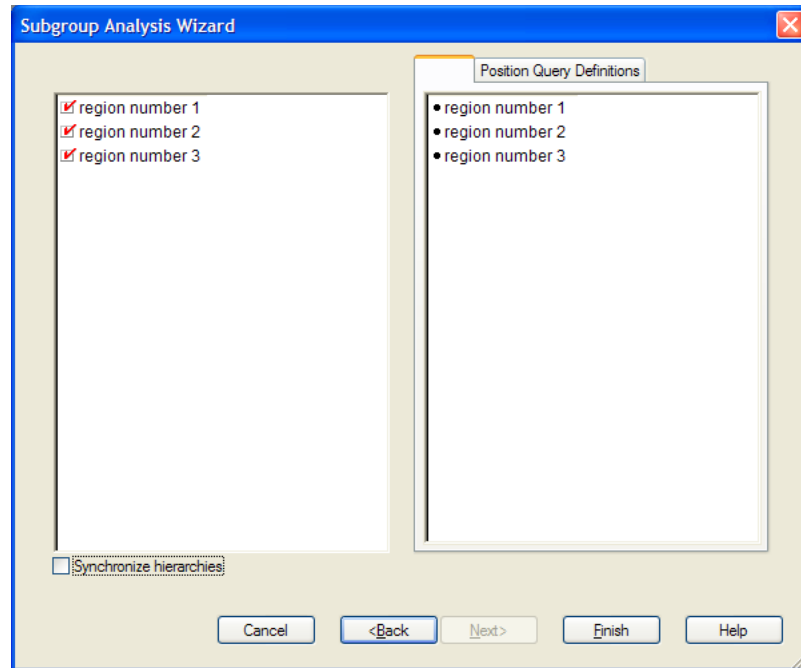 Subgroup Analysis Wizard
Position Query Definitions
region number 1
region number 2
region number 3
region number 1
region number 2
region number 3
Synchronize hierarchies
Cancel
<Back
Next>
Finish
Help